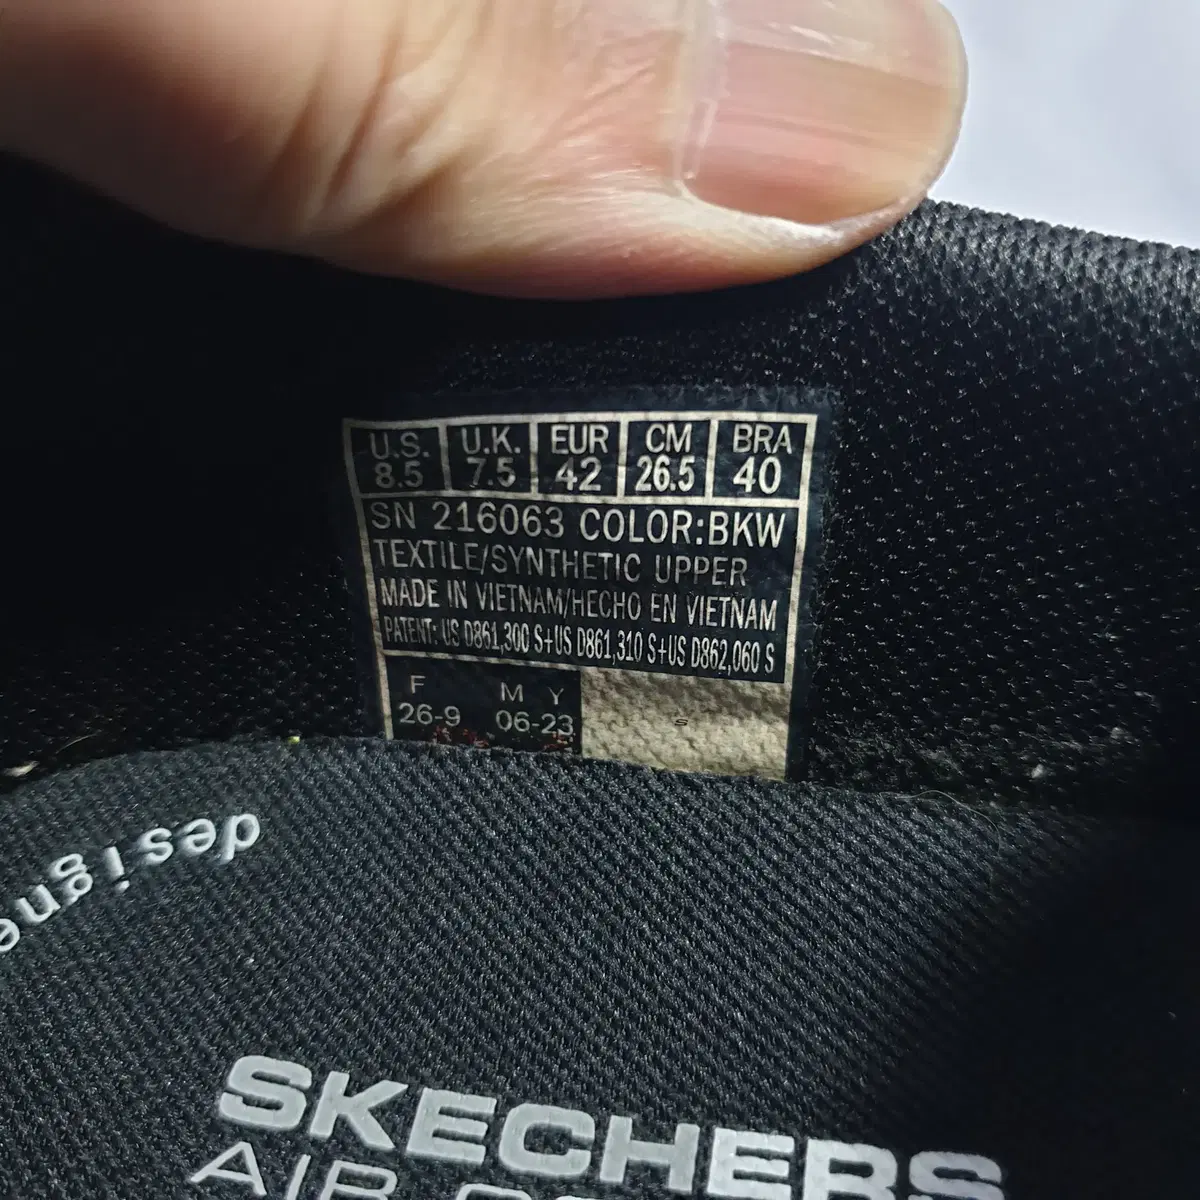 U.S. U.K. EUR CM BRA
8.5 7.5 42 26.5 40
SN 216063 COLOR:BKW
TEXTILE/SYNTHETIC UPPER
MADE IN VIETNAM/HECHO EN VIETNAM
PATENT: US D861,300 S+US D861,310 S+US D862,060 S
F M Y
26-9 06-23
S
designe
SKECHERS
AIR